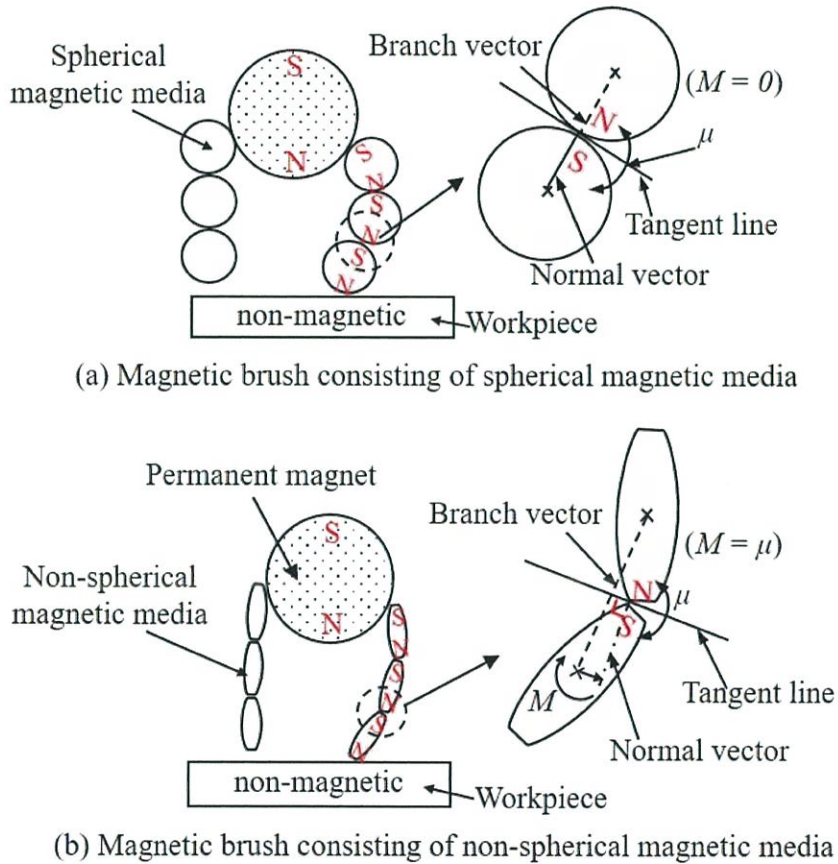 Spherical
magnetic media
S
N
S
N
S
N
S
N
non-magnetic
Workpiece
Branch vector
(M = 0)
N
S
μ
Tangent line
Normal vector
(a) Magnetic brush consisting of spherical magnetic media
Permanent magnet
Non-spherical
magnetic media
S
N
S
N
S
N
S
N
non-magnetic
Workpiece
Branch vector
(M = μ)
N
S
μ
M
Tangent line
Normal vector
(b) Magnetic brush consisting of non-spherical magnetic media